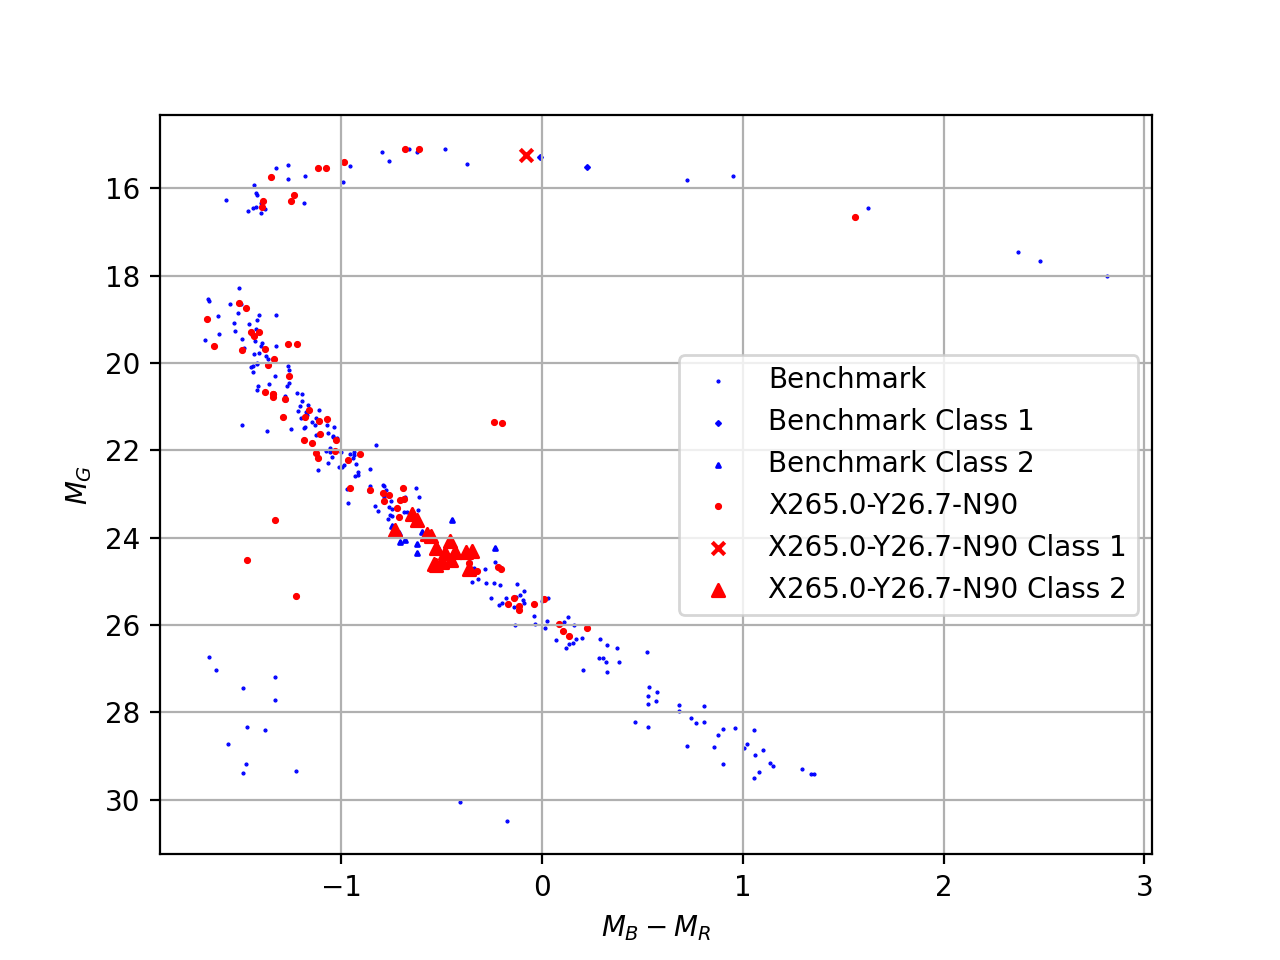 16
18
20
22
24
26
28
30
M_G
Benchmark
Benchmark Class 1
Benchmark Class 2
X265.0-Y26.7-N90
X265.0-Y26.7-N90 Class 1
X265.0-Y26.7-N90 Class 2
−1 0 1 2 3
M_B − M_R